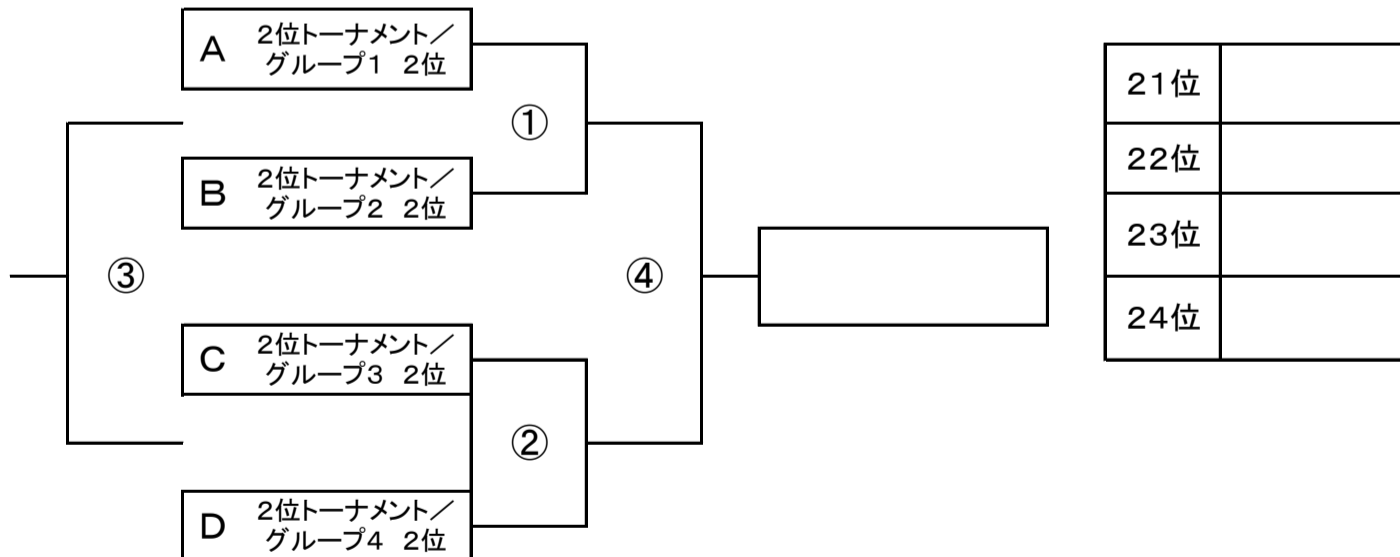 A 2位トーナメント／
グループ1 2位
①
B 2位トーナメント／
グループ2 2位
③
④
C 2位トーナメント／
グループ3 2位
②
D 2位トーナメント／
グループ4 2位
21位
22位
23位
24位